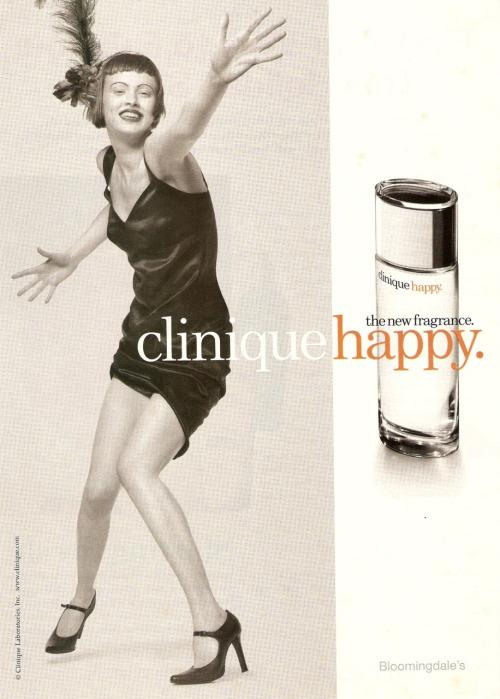 clinique happy.
the new fragrance.
clinique happy.
Bloomingdale's
© Clinique Laboratories, Inc. www.clinique.com